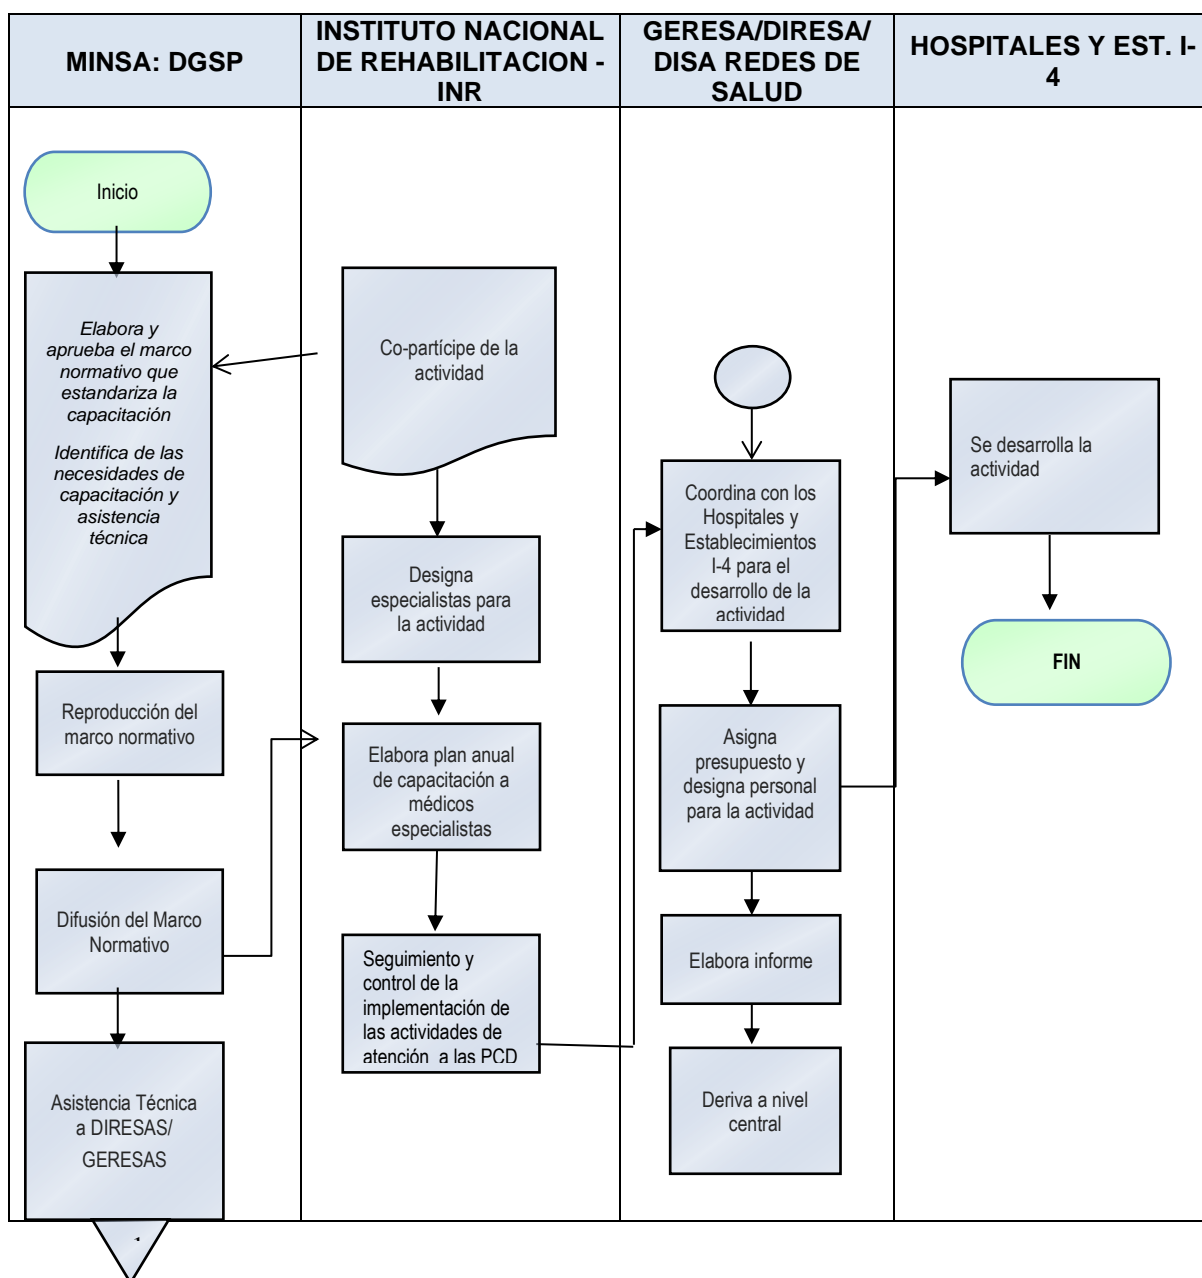 MINSA: DGSP
INSTITUTO NACIONAL
DE REHABILITACION -
INR
GERESA/DIRESA/
DISA REDES DE
SALUD
HOSPITALES Y EST. I-
4
Inicio
Elabora y
aprueba el marco
normativo que
estandariza la
capacitación
Identifica de las
necesidades de
capacitación y
asistencia
técnica
Reproducción del
marco normativo
Difusión del Marco
Normativo
Asistencia Técnica
a DIRESAS/
GERESAS
Co-partícipe de la
actividad
Designa
especialistas para
la actividad
Elabora plan anual
de capacitación a
médicos
especialistas
Seguimiento y
control de la
implementación de
las actividades de
atención a las PCD
Coordina con los
Hospitales y
Establecimientos
I-4 para el
desarrollo de la
actividad
Asigna
presupuesto y
designa personal
para la actividad
Elabora informe
Deriva a nivel
central
Se desarrolla la
actividad
FIN